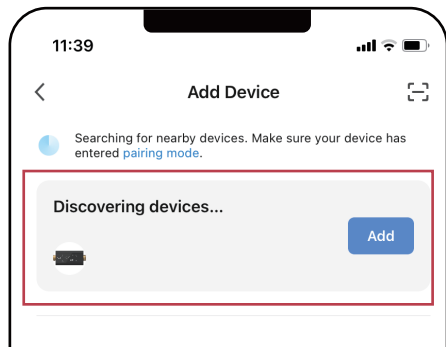 11:39
Add Device
Searching for nearby devices. Make sure your device has
entered pairing mode.
Discovering devices...
Add